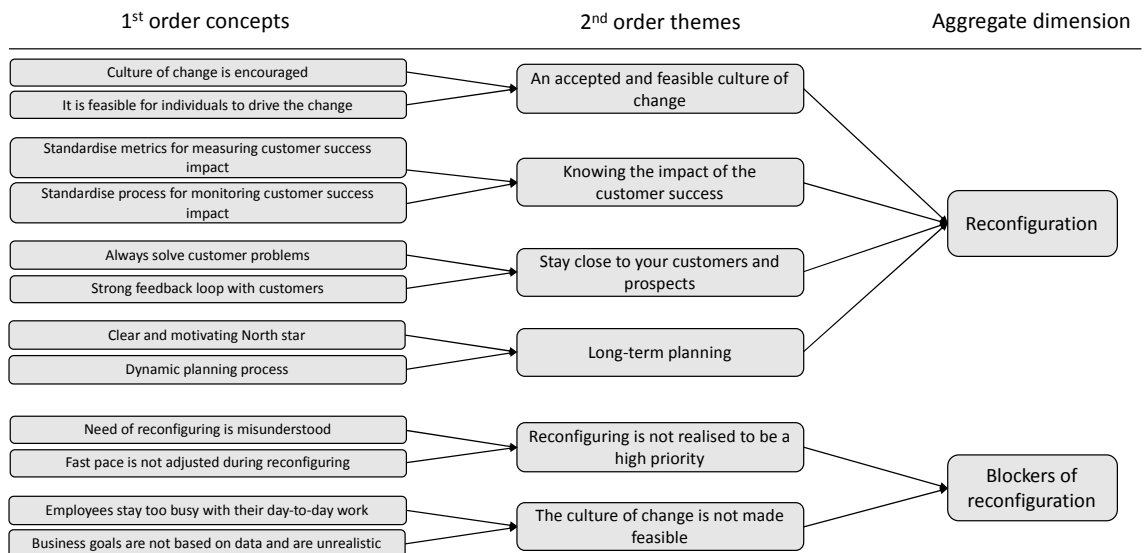 1st order concepts
2nd order themes
Aggregate dimension
Culture of change is encouraged
It is feasible for individuals to drive the change
An accepted and feasible culture of
change
Standardise metrics for measuring customer success
impact
Standardise process for monitoring customer success
impact
Knowing the impact of the
customer success
Always solve customer problems
Strong feedback loop with customers
Stay close to your customers and
prospects
Clear and motivating North star
Dynamic planning process
Long-term planning
Reconfiguration
Need of reconfiguring is misunderstood
Fast pace is not adjusted during reconfiguring
Reconfiguring is not realised to be a
high priority
Employees stay too busy with their day-to-day work
Business goals are not based on data and are unrealistic
The culture of change is not made
feasible
Blockers of
reconfiguration